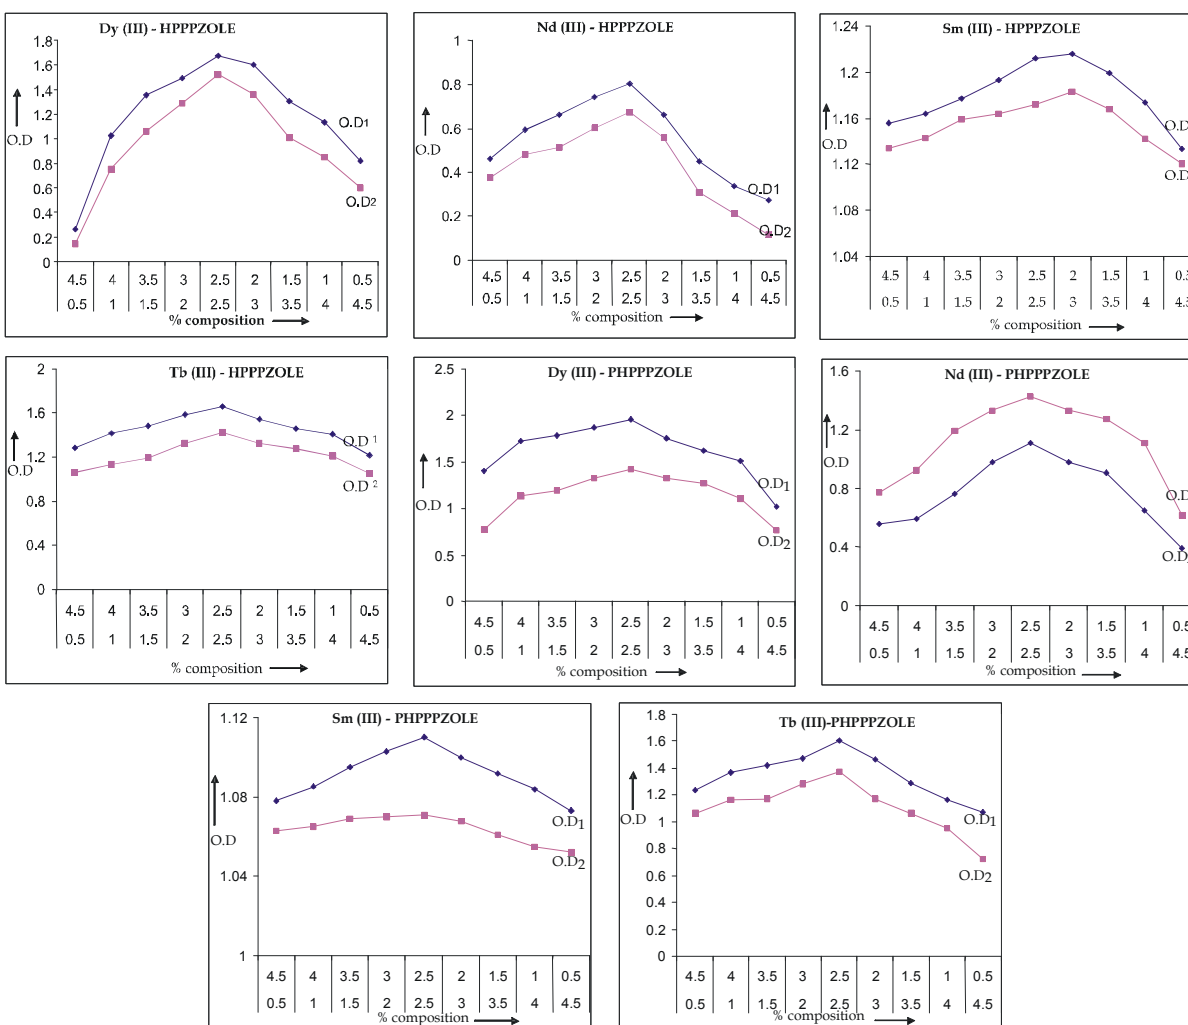 Dy (III) - HPPPZOLE
1.8
1.6
1.4
1.2
1
0.8
0.6
0.4
0.2
0
O.D
O.D1
O.D2
4.5 4 3.5 3 2.5 2 1.5 1 0.5
0.5 1 1.5 2 2.5 3 3.5 4 4.5
% composition
Nd (III) - HPPPZOLE
1
0.8
0.6
0.4
0.2
0
O.D
O.D1
O.D2
4.5 4 3.5 3 2.5 2 1.5 1 0.5
0.5 1 1.5 2 2.5 3 3.5 4 4.5
% composition
Sm (III) - HPPPZOLE
1.24
1.2
1.16
1.12
1.08
1.04
O.D
O.D
O.D
4.5 4 3.5 3 2.5 2 1.5 1 0.5
0.5 1 1.5 2 2.5 3 3.5 4 4.5
% composition
Tb (III) - HPPPZOLE
2
1.6
1.2
0.8
0.4
0
O.D
O.D 1
O.D 2
4.5 4 3.5 3 2.5 2 1.5 1 0.5
0.5 1 1.5 2 2.5 3 3.5 4 4.5
% composition
Dy (III) - PHPPPZOLE
2.5
2
1.5
1
0.5
0
O.D
O.D1
O.D2
4.5 4 3.5 3 2.5 2 1.5 1 0.5
0.5 1 1.5 2 2.5 3 3.5 4 4.5
% composition
Nd (III) - PHPPPZOLE
1.6
1.2
0.8
0.4
0
O.D
O.D
O.D
4.5 4 3.5 3 2.5 2 1.5 1 0.5
0.5 1 1.5 2 2.5 3 3.5 4 4.5
% composition
Sm (III) - PHPPPZOLE
1.12
1.08
1.04
1
O.D
O.D1
O.D2
4.5 4 3.5 3 2.5 2 1.5 1 0.5
0.5 1 1.5 2 2.5 3 3.5 4 4.5
% composition
Tb (III)-PHPPPZOLE
1.8
1.6
1.4
1.2
1
0.8
0.6
0.4
0.2
0
O.D
O.D1
O.D2
4.5 4 3.5 3 2.5 2 1.5 1 0.5
0.5 1 1.5 2 2.5 3 3.5 4 4.5
% composition